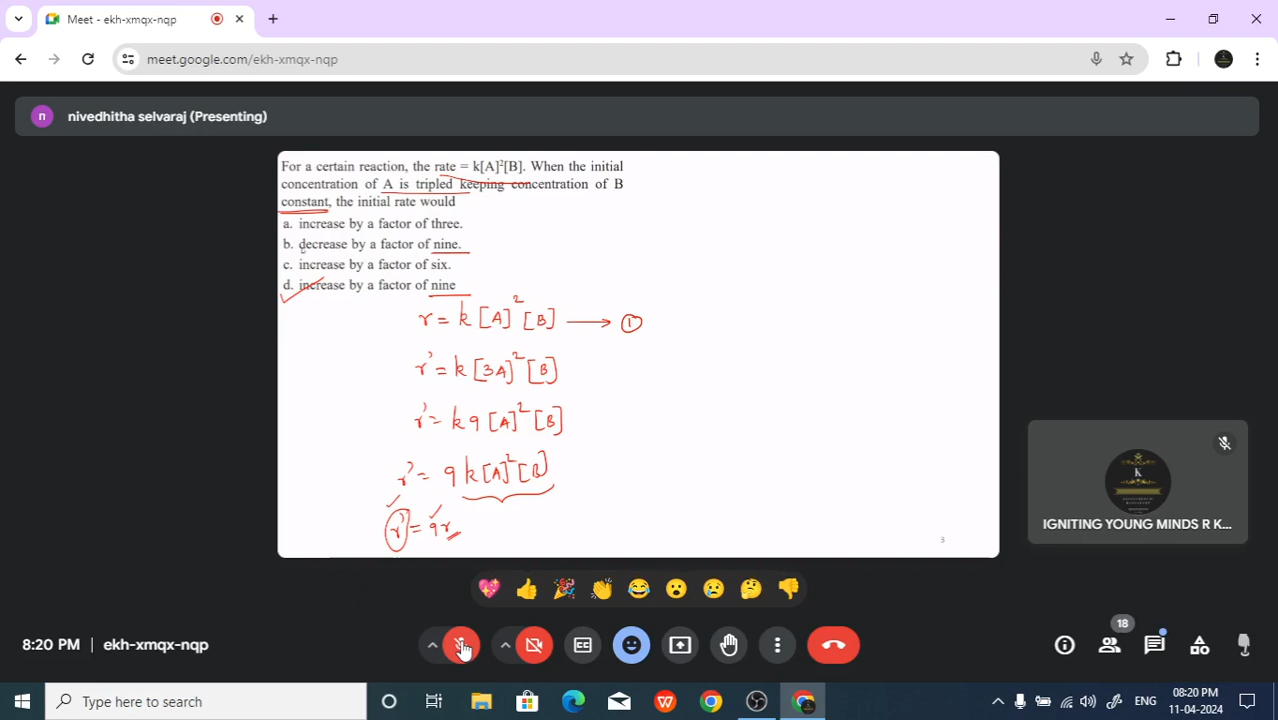 Meet - ekh-xmqx-nqp
meet.google.com/ekh-xmqx-nqp
n nivedhitha selvaraj (Presenting)
For a certain reaction, the rate = k[A]²[B]. When the initial
concentration of A is tripled keeping concentration of B
constant, the initial rate would
a. increase by a factor of three.
b. decrease by a factor of nine.
c. increase by a factor of six.
d. increase by a factor of nine
r = k [A]² [B] → ①
r' = k [3A]² [B]
r' = k 9 [A]² [B]
r' = 9 k [A]² [B]
r' = 9r
3
K
IGNITING YOUNG MINDS R K...
8:20 PM | ekh-xmqx-nqp
18
Type here to search
ENG
08:20 PM
11-04-2024